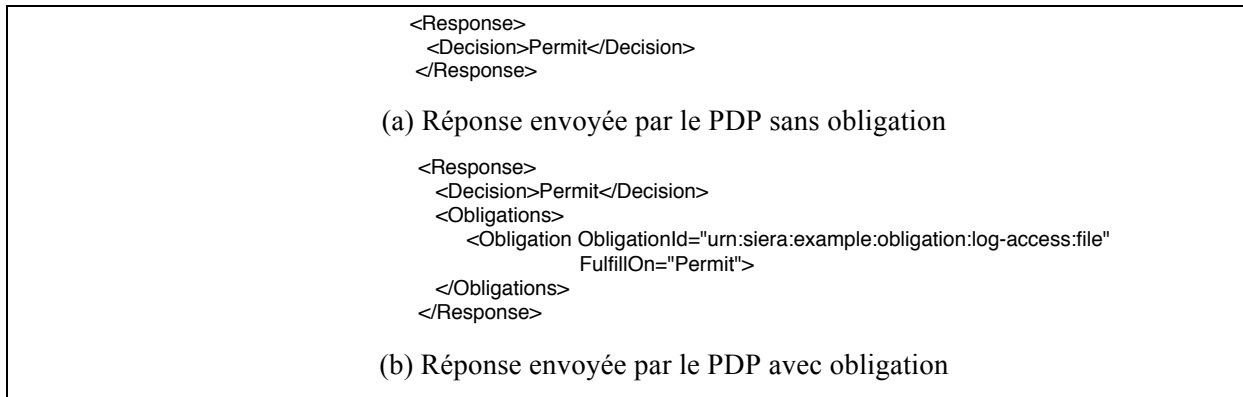 <Response>
<Decision>Permit</Decision>
</Response>
(a) Réponse envoyée par le PDP sans obligation
<Response>
<Decision>Permit</Decision>
<Obligations>
<Obligation ObligationId="urn:siera:example:obligation:log-access:file"
FulfillOn="Permit">
</Obligations>
</Response>
(b) Réponse envoyée par le PDP avec obligation